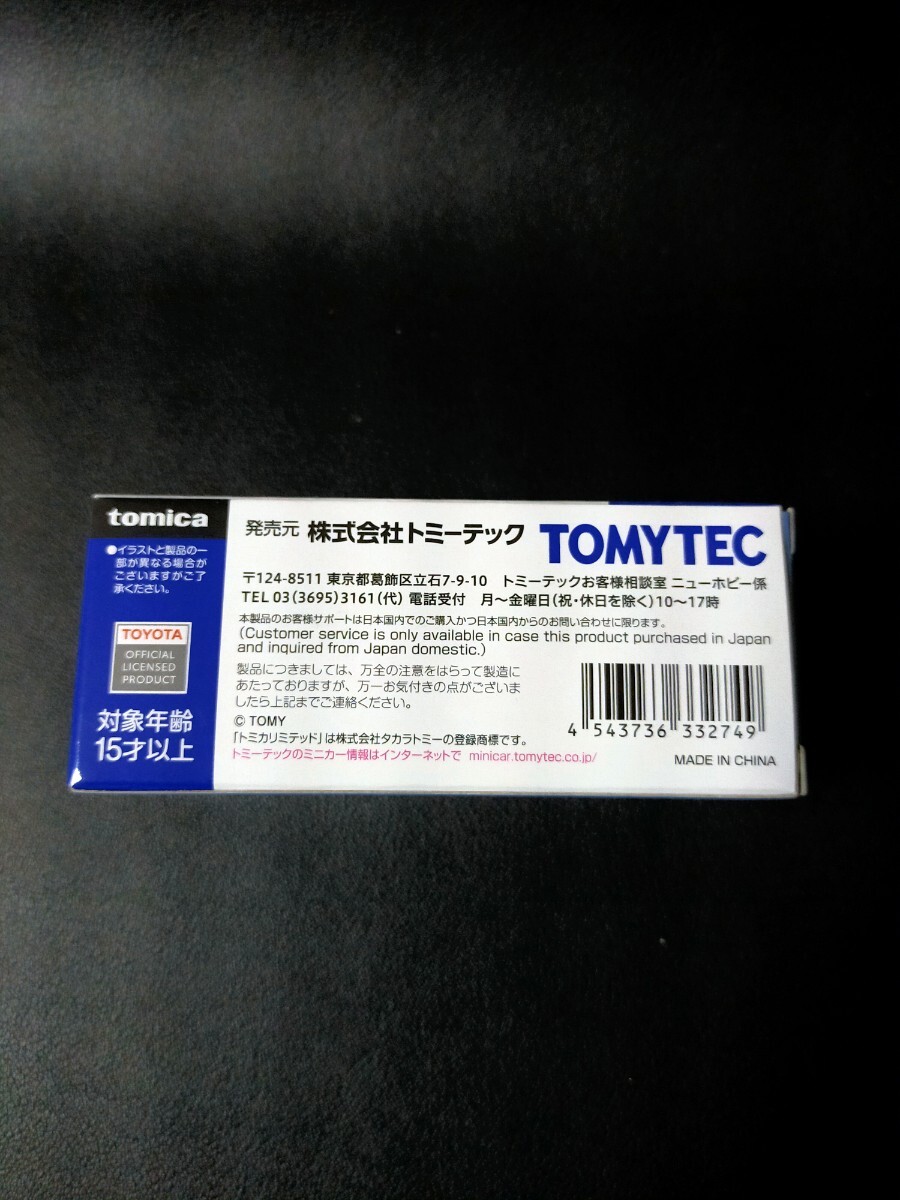 tomica
●イラストと製品の一
部が異なる場合が
ございますがご了
承ください。
TOYOTA
OFFICIAL
LICENSED
PRODUCT
対象年齢
15才以上
発売元 株式会社トミーテック TOMYTEC
〒124-8511 東京都葛飾区立石7-9-10 トミーテックお客様相談室 ニューホビー係
TEL 03(3695)3161(代) 電話受付 月〜金曜日(祝・休日を除く)10〜17時
本製品のお客様サポートは日本国内でのご購入かつ日本国内からのお問い合わせに限ります。
(Customer service is only available in case this product purchased in Japan
and inquired from Japan domestic.)
製品につきましては、万全の注意をはらって製造に
あたっておりますが、万一お気付きの点がございま
したら上記までご連絡ください。
© TOMY
「トミカリミテッド」は株式会社タカラトミーの登録商標です。
トミーテックのミニカー情報はインターネットで minicar.tomytec.co.jp/
4 543736 332749
MADE IN CHINA